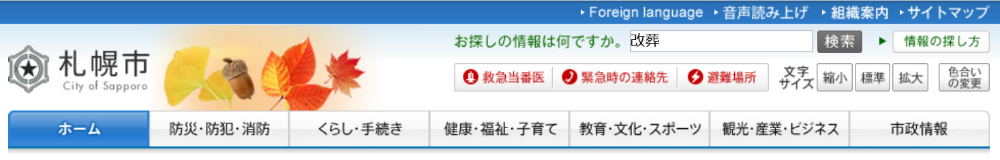 Foreign language 音声読み上げ 組織案内 サイトマップ
札幌市
City of Sapporo
お探しの情報は何ですか。 改葬 検索 情報の探し方
救急当番医 緊急時の連絡先 避難場所
文字
サイズ
縮小 標準 拡大
色合い
の変更
ホーム 防災・防犯・消防 くらし・手続き 健康・福祉・子育て 教育・文化・スポーツ 観光・産業・ビジネス 市政情報